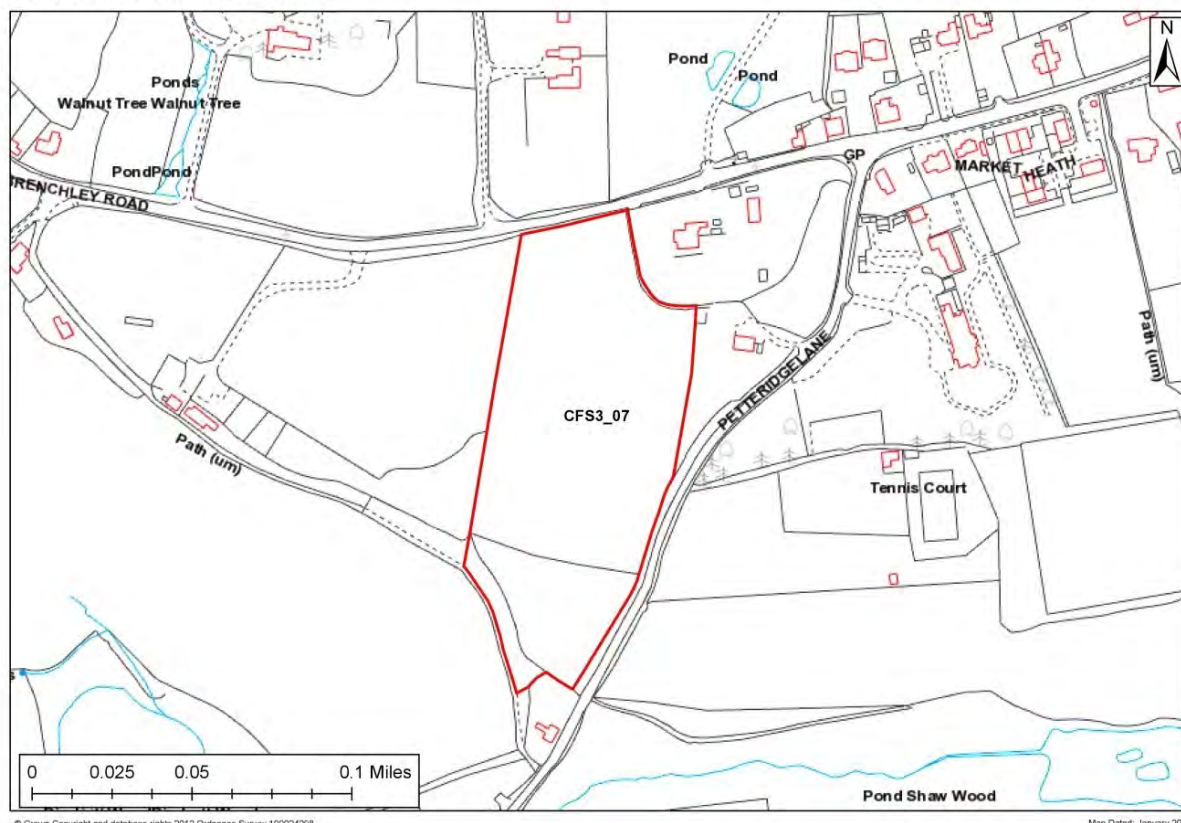 N
Ponds
Walnut Tree Walnut Tree
Pond
Pond
PondPond
BRENCHLEY ROAD
GP
MARKET HEATH
PETTERIDGE LANE
Path (um)
CFS3_07
Path (um)
Tennis Court
Pond Shaw Wood
0 0.025 0.05 0.1 Miles